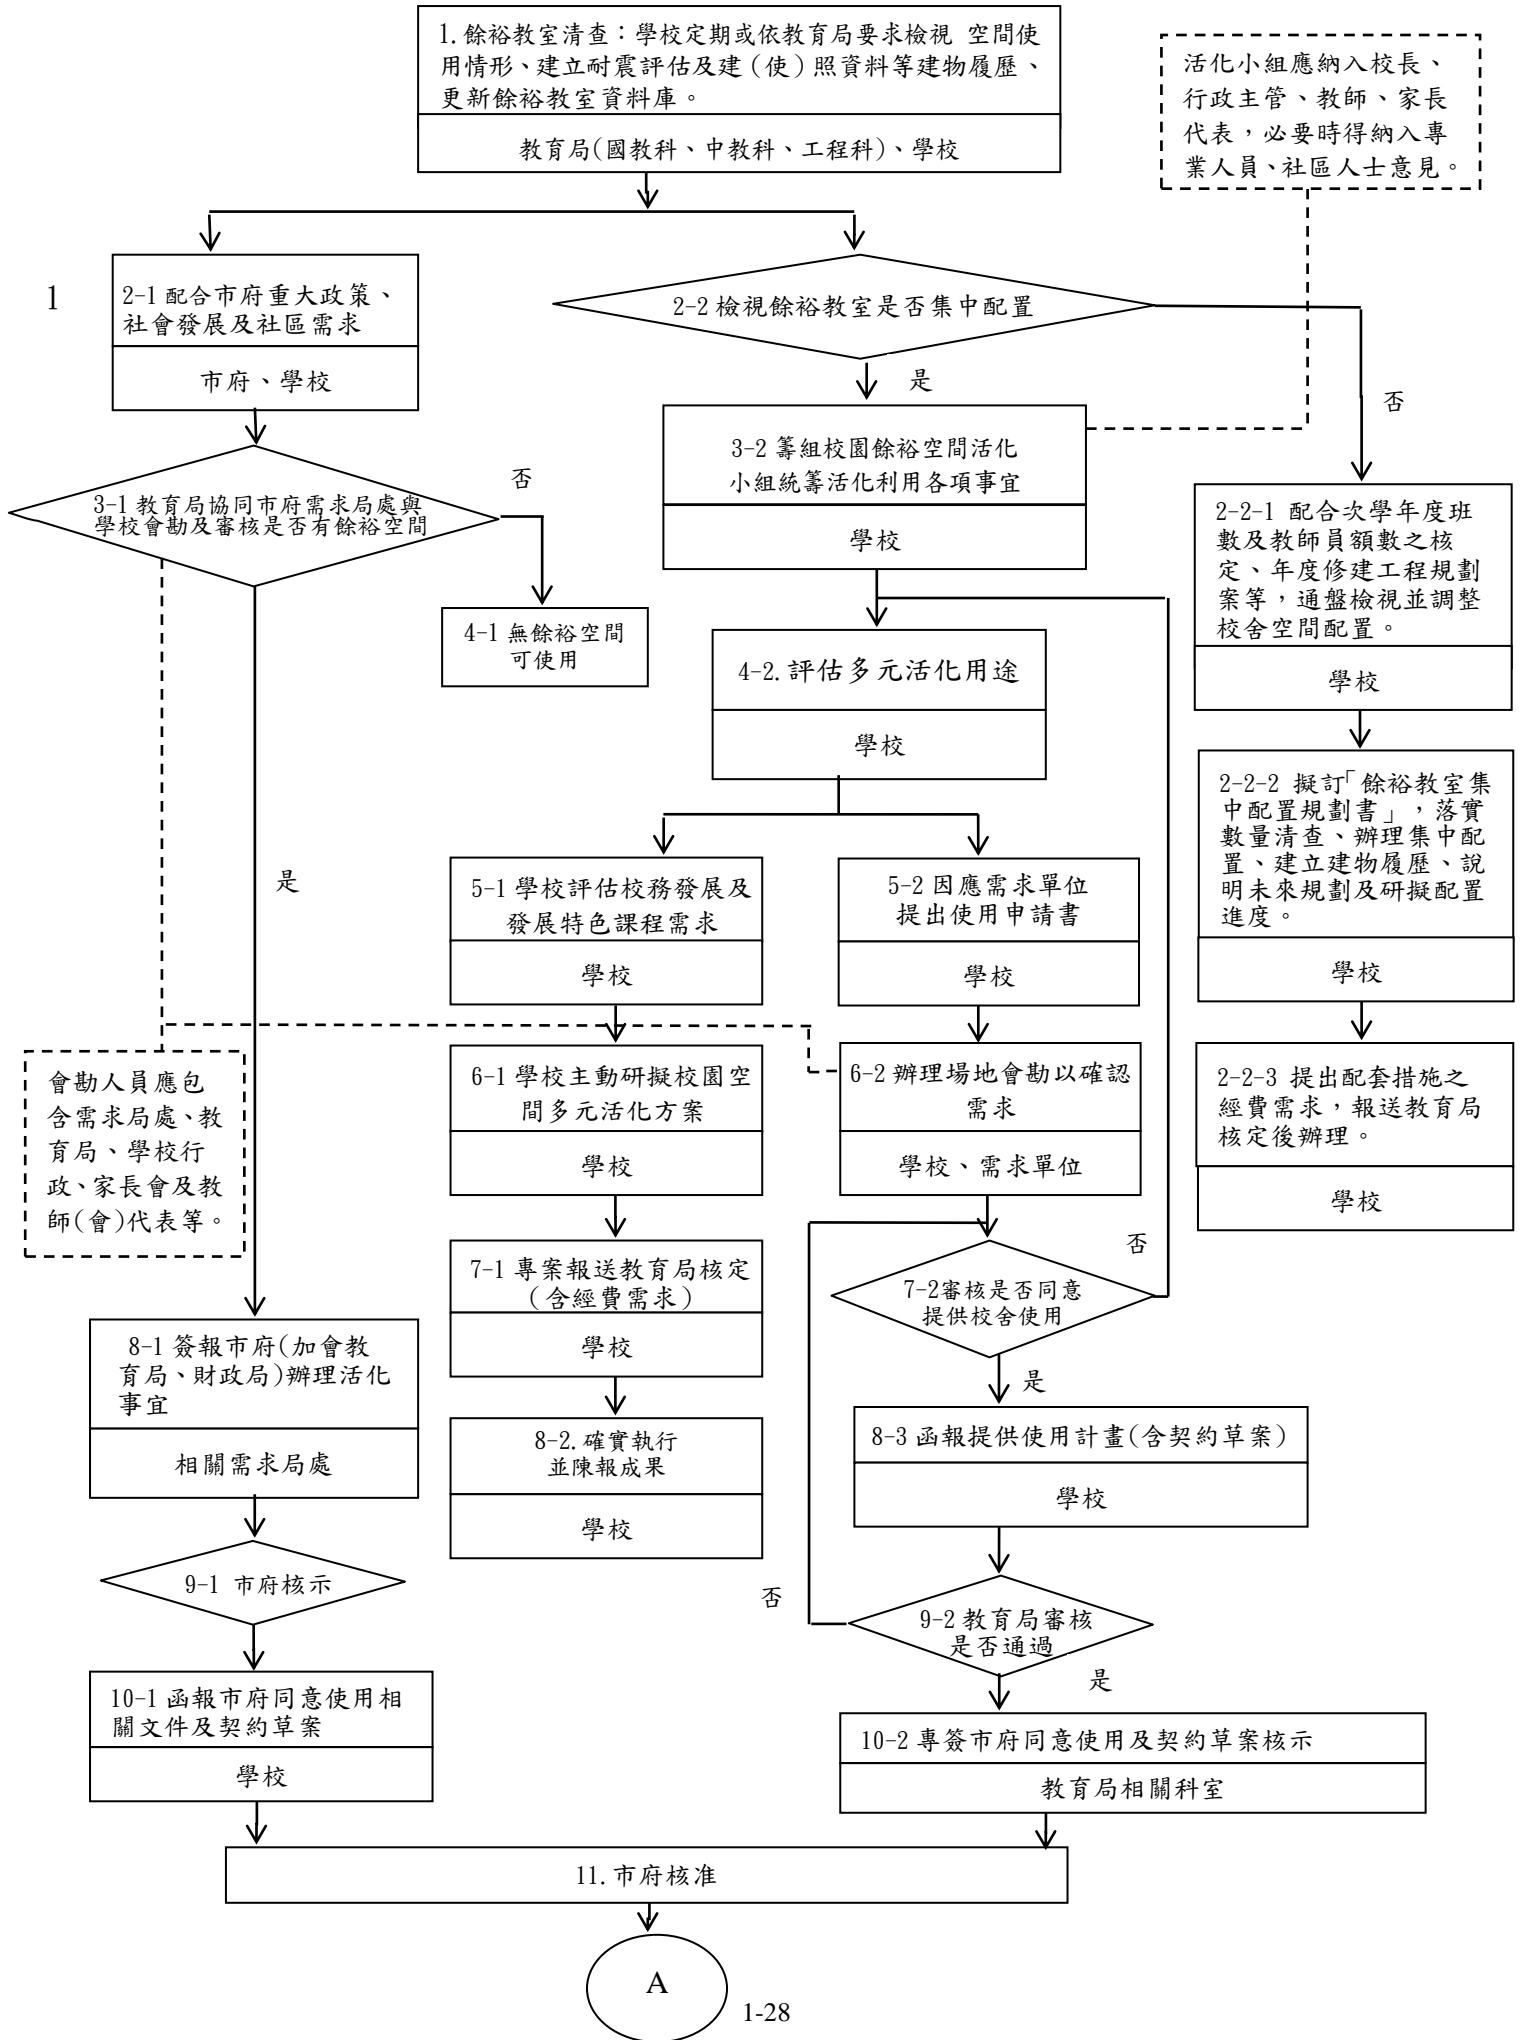 1.餘裕教室清查：學校定期或依教育局要求檢視 空間使
用情形、建立耐震評估及建(使)照資料等建物履歷、
更新餘裕教室資料庫。
教育局(國教科、中教科、工程科)、學校
活化小組應納入校長、
行政主管、教師、家長
代表，必要時得納入專
業人員、社區人士意見。
1
2-1 配合市府重大政策、
社會發展及社區需求
市府、學校
2-2 檢視餘裕教室是否集中配置
是
否
3-1 教育局協同市府需求局處與
學校會勘及審核是否有餘裕空間
否
3-2 籌組校園餘裕空間活化
小組統籌活化利用各項事宜
學校
2-2-1 配合次學年度班
數及教師員額數之核
定、年度修建工程規劃
案等，通盤檢視並調整
校舍空間配置。
學校
4-1 無餘裕空間
可使用
4-2.評估多元活化用途
學校
2-2-2 擬訂「餘裕教室集
中配置規劃書」，落實
數量清查、辦理集中配
置、建立建物履歷、說
明未來規劃及研擬配置
進度。
學校
是
5-1 學校評估校務發展及
發展特色課程需求
學校
5-2 因應需求單位
提出使用申請書
學校
會勘人員應包
含需求局處、教
育局、學校行
政、家長會及教
師(會)代表等。
6-1 學校主動研擬校園空
間多元活化方案
學校
6-2 辦理場地會勘以確認
需求
學校、需求單位
2-2-3 提出配套措施之
經費需求，報送教育局
核定後辦理。
學校
7-1 專案報送教育局核定
(含經費需求)
學校
7-2審核是否同意
提供校舍使用
否
是
8-1 簽報市府(加會教
育局、財政局)辦理活化
事宜
相關需求局處
8-2.確實執行
並陳報成果
學校
8-3 函報提供使用計畫(含契約草案)
學校
9-1 市府核示
否
9-2 教育局審核
是否通過
是
10-1 函報市府同意使用相
關文件及契約草案
學校
10-2 專簽市府同意使用及契約草案核示
教育局相關科室
11.市府核准
A
1-28